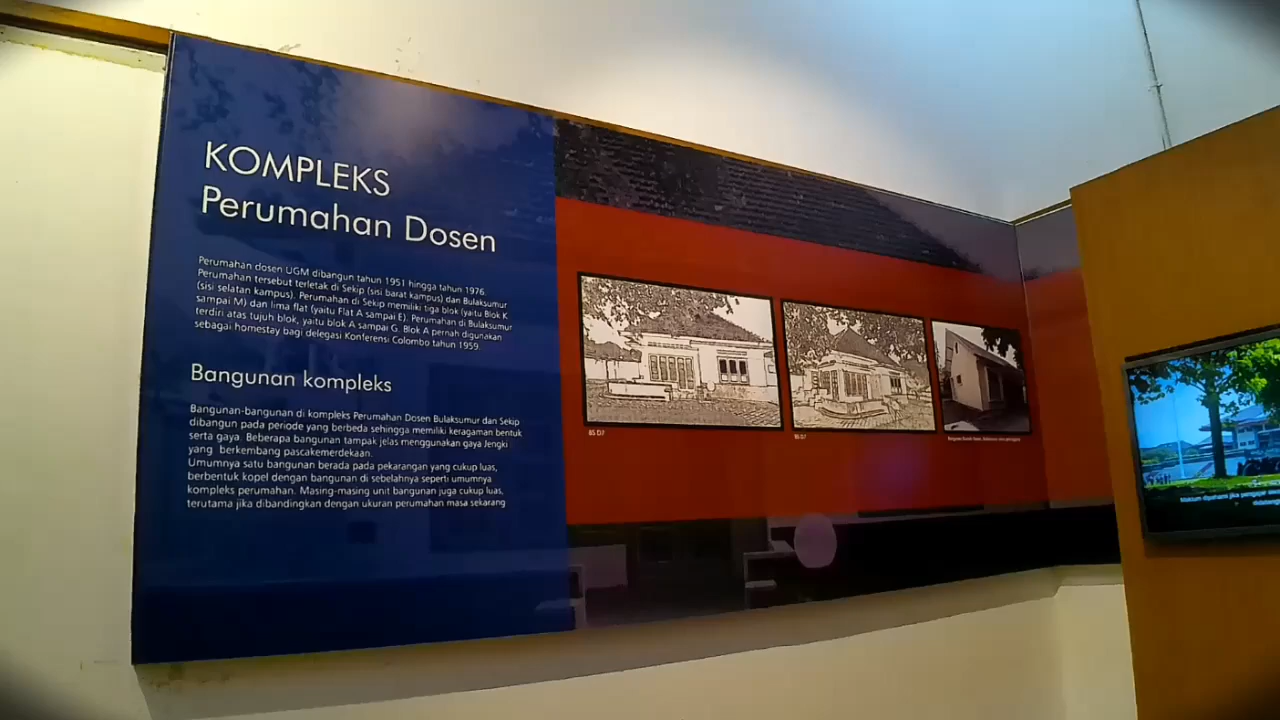 KOMPLEKS
Perumahan Dosen
Perumahan dosen UGM dibangun tahun 1951 hingga tahun 1976.
Perumahan tersebut terletak di Sekip (sisi barat kampus) dan Bulaksumur
(sisi selatan kampus). Perumahan di Sekip memiliki tiga blok (yaitu Blok K
sampai M) dan lima flat (yaitu Flat A sampai E). Perumahan di Bulaksumur
terdiri atas tujuh blok, yaitu blok A sampai G. Blok A pernah digunakan
sebagai homestay bagi delegasi Konferensi Colombo tahun 1959.
Bangunan kompleks
Bangunan-bangunan di kompleks Perumahan Dosen Bulaksumur dan Sekip
dibangun pada periode yang berbeda sehingga memiliki keragaman bentuk
serta gaya. Beberapa bangunan tampak jelas menggunakan gaya Jengki
yang berkembang pascakemerdekaan.
Umumnya satu bangunan berada pada pekarangan yang cukup luas,
berbentuk kopel dengan bangunan di sebelahnya seperti umumnya
kompleks perumahan. Masing-masing unit bangunan juga cukup luas,
terutama jika dibandingkan dengan ukuran perumahan masa sekarang
BS D7